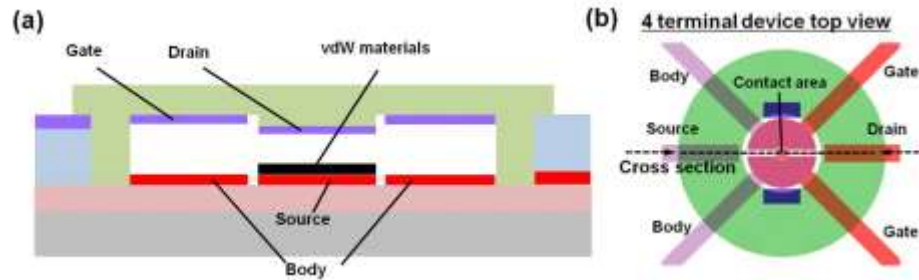 (a)
Gate
Drain
vdW materials
Source
Body
(b)
4 terminal device top view
Body
Gate
Contact area
Source
Drain
Cross section
Body
Gate